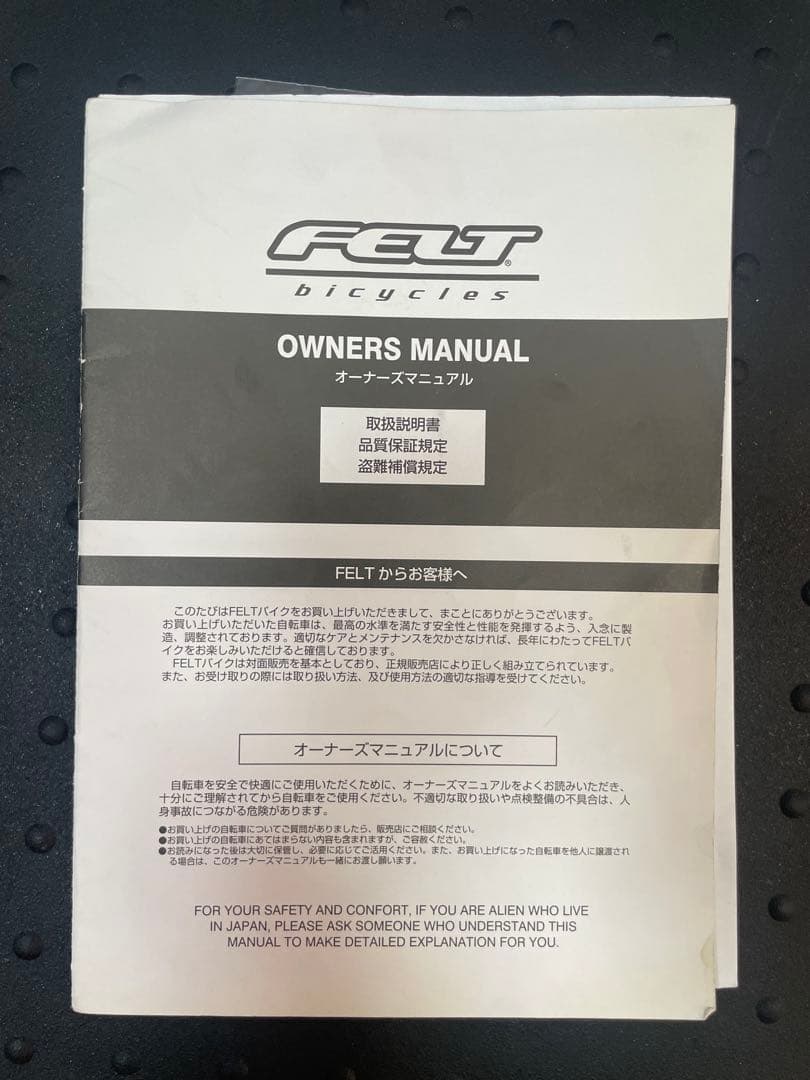 FELT®
bicycles
OWNERS MANUAL
オーナーズマニュアル
取扱説明書
品質保証規定
盗難補償規定
FELT からお客様へ
このたびはFELTバイクをお買い上げいただきまして、まことにありがとうございます。
お買い上げいただいた自転車は、最高の水準を満たす安全性と性能を発揮するよう、入念に製
造、調整されております。適切なケアとメンテナンスを欠かさなければ、長年にわたってFELTバ
イクをお楽しみいただけると確信しております。
FELTバイクは対面販売を基本としており、正規販売店により正しく組み立てられています。
また、お受け取りの際には取り扱い方法、及び使用方法の適切な指導を受けてください。
オーナーズマニュアルについて
自転車を安全で快適にご使用いただくために、オーナーズマニュアルをよくお読みいただき、
十分にご理解されてから自転車をご使用ください。不適切な取り扱いや点検整備の不具合は、人
身事故につながる危険があります。
●お買い上げの自転車についてご質問がありましたら、販売店にご相談ください。
●お買い上げの自転車にあてはまらない内容も含まれますが、ご容赦ください。
●お読みになった後は大切に保管し、必要に応じてご活用ください。また、お買い上げになった自転車を他人に譲渡され
る場合は、このオーナーズマニュアルも一緒にお渡し願います。
FOR YOUR SAFETY AND CONFORT, IF YOU ARE ALIEN WHO LIVE
IN JAPAN, PLEASE ASK SOMEONE WHO UNDERSTAND THIS
MANUAL TO MAKE DETAILED EXPLANATION FOR YOU.